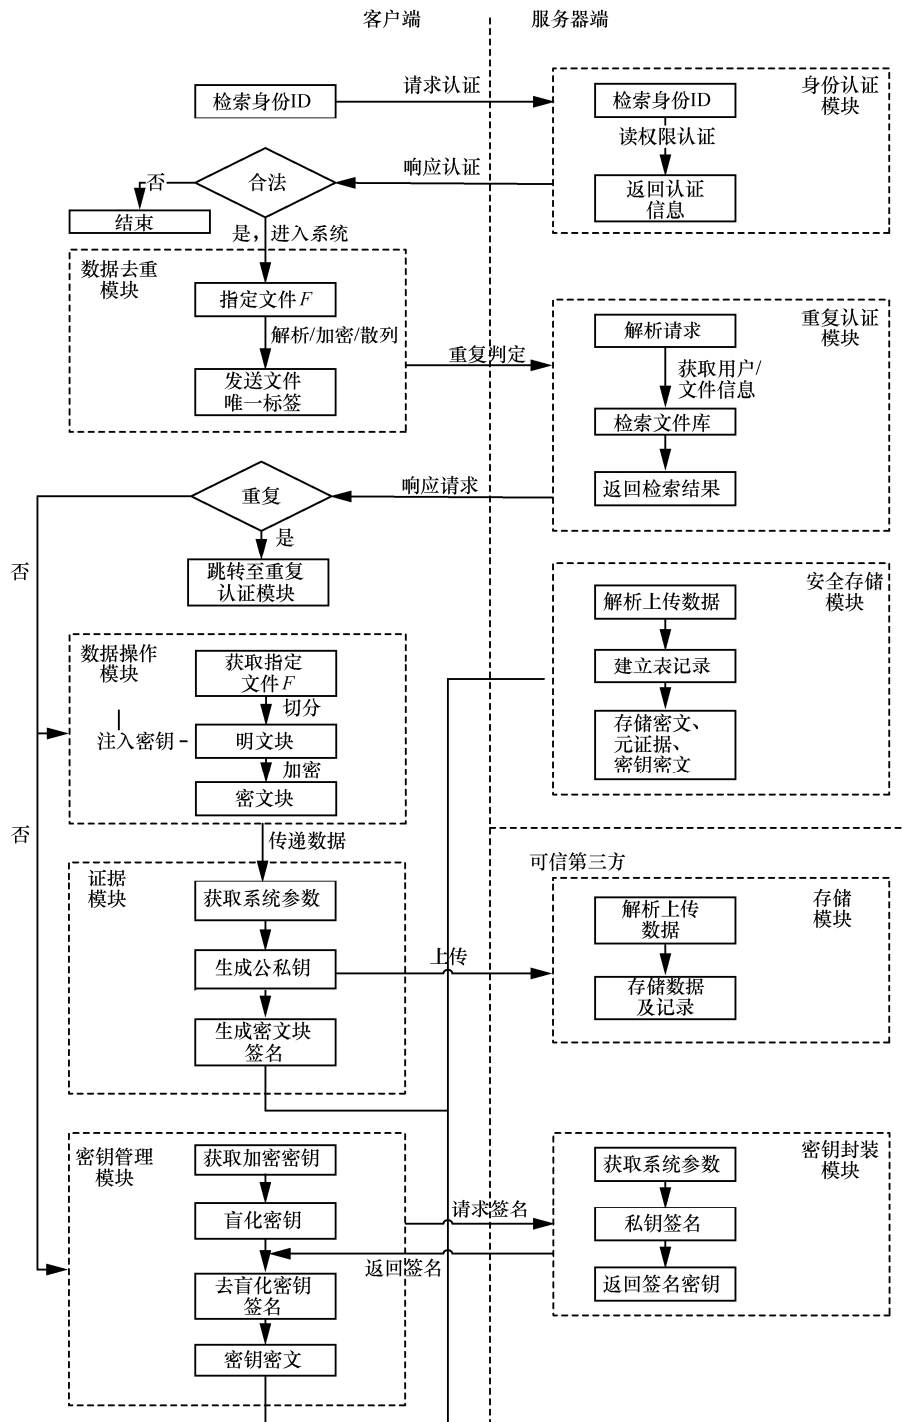 客户端
服务器端
检索身份ID
请求认证
检索身份ID
身份认证
模块
读权限认证
返回认证
信息
响应认证
合法
否
结束
是，进入系统
数据去重
模块
指定文件F
解析/加密/散列
发送文件
唯一标签
重复判定
解析请求
重复认证
模块
获取用户/
文件信息
检索文件库
返回检索结果
响应请求
重复
是
否
跳转至重复
认证模块
安全存储
模块
解析上传数据
建立表记录
存储密文、
元证据、
密钥密文
数据操作
模块
获取指定
文件F
切分
注入密钥
明文块
加密
密文块
否
传递数据
证据
模块
获取系统参数
生成公私钥
上传
生成密文块
签名
可信第三方
解析上传
数据
存储
模块
存储数据
及记录
密钥管理
模块
获取加密密钥
盲化密钥
请求签名
返回签名
去盲化密钥
签名
密钥密文
获取系统参数
密钥封装
模块
私钥签名
返回签名密钥